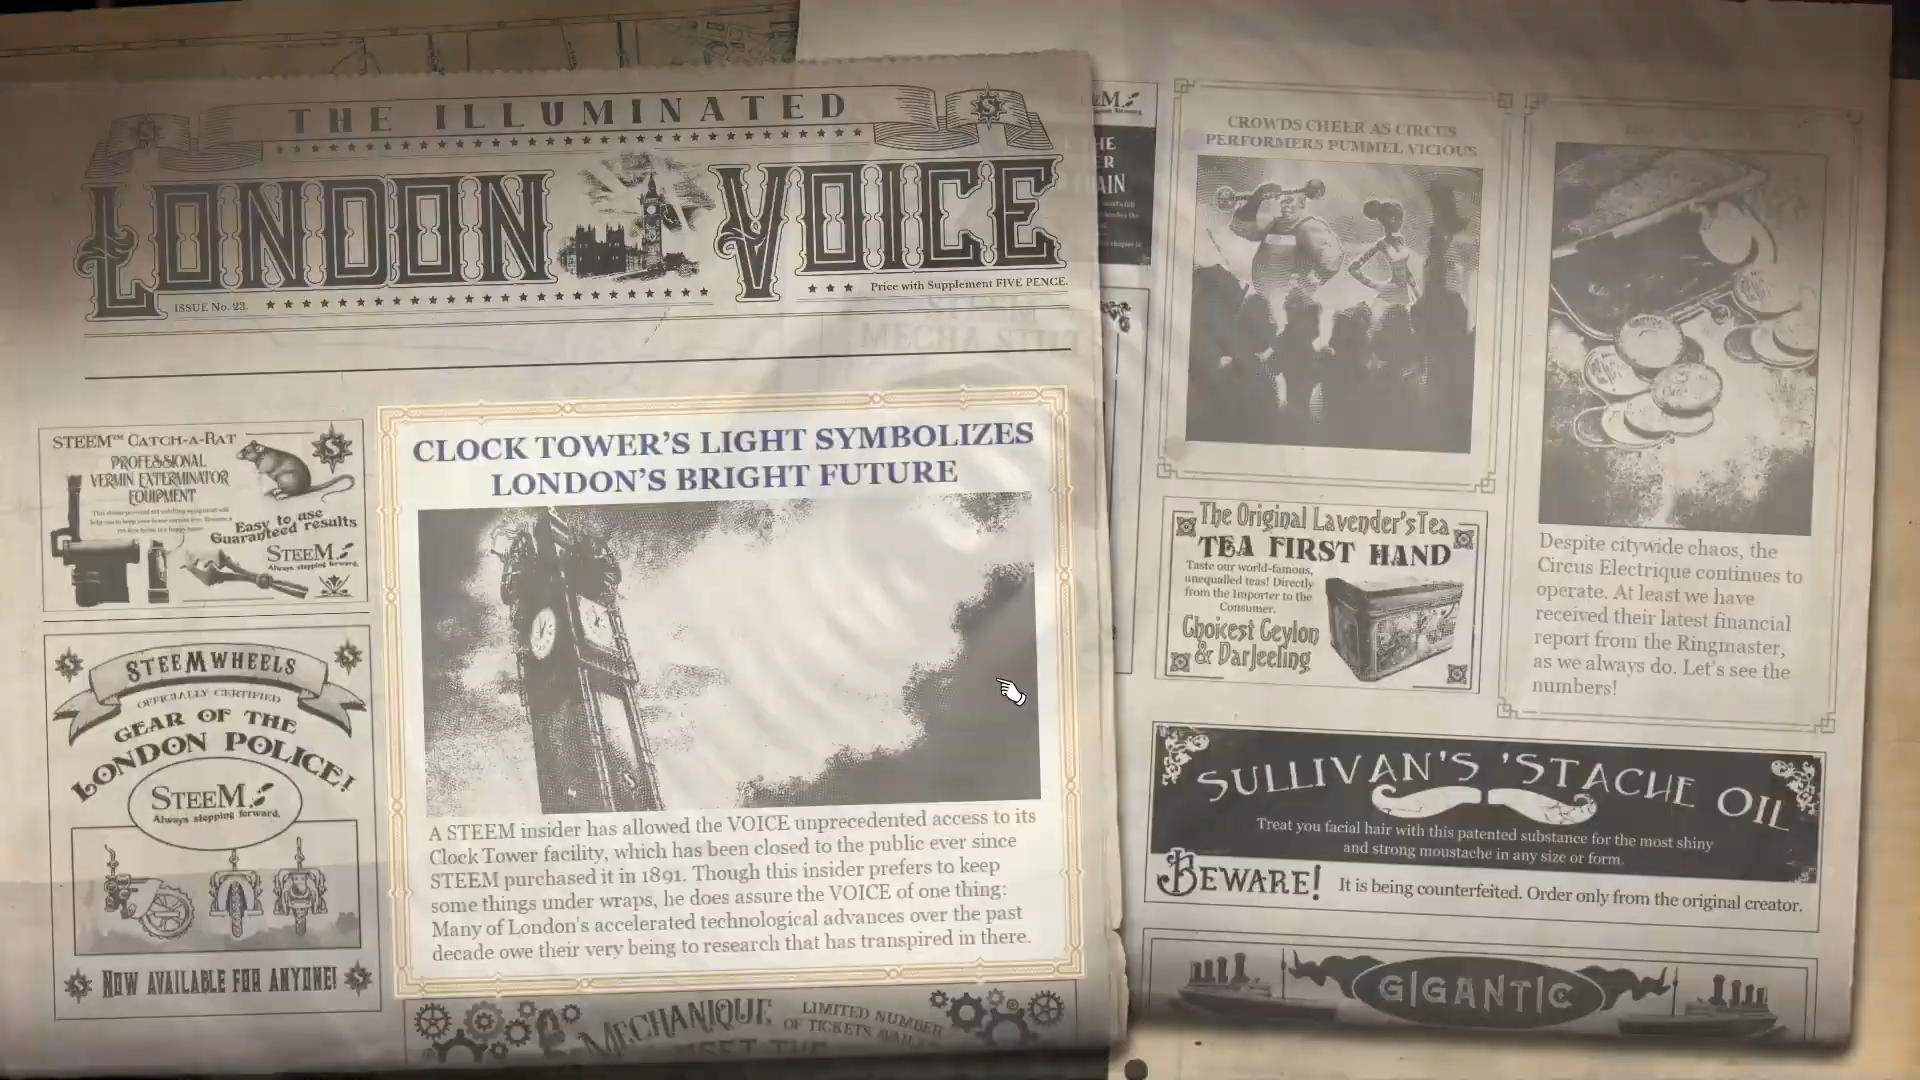 THE ILLUMINATED
LONDON VOICE
ISSUE No. 23.
Price with Supplement FIVE PENCE.
STEEM™ CATCH-A-RAT
PROFESSIONAL
VERMIN EXTERMINATOR
EQUIPMENT
Easy to use
Guaranteed results
STEEM
Always stepping forward.
STEEMWHEELS
OFFICIALLY CERTIFIED
GEAR OF THE
LONDON POLICE!
STEEM
Always stepping forward.
NOW AVAILABLE FOR ANYONE!
CLOCK TOWER'S LIGHT SYMBOLIZES
LONDON'S BRIGHT FUTURE
A STEEM insider has allowed the VOICE unprecedented access to its
Clock Tower facility, which has been closed to the public ever since
STEEM purchased it in 1891. Though this insider prefers to keep
some things under wraps, he does assure the VOICE of one thing:
Many of London's accelerated technological advances over the past
decade owe their very being to research that has transpired in there.
MECHANIQUE
LIMITED NUMBER
OF TICKETS
MEET THE
CROWDS CHEER AS CIRCUS
PERFORMERS PUMMEL VICIOUS
The Original Lavender'sTea
TEA FIRST HAND
Taste our world-famous,
unequalled teas! Directly
from the Importer to the
Consumer.
Choicest Ceylon
& Darjeeling
Despite citywide chaos, the
Circus Electrique continues to
operate. At least we have
received their latest financial
report from the Ringmaster,
as we always do. Let's see the
numbers!
SULLIVAN'S 'STACHE OIL
Treat you facial hair with this patented substance for the most shiny
and strong moustache in any size or form.
BEWARE! It is being counterfeited. Order only from the original creator.
GIGANTIC